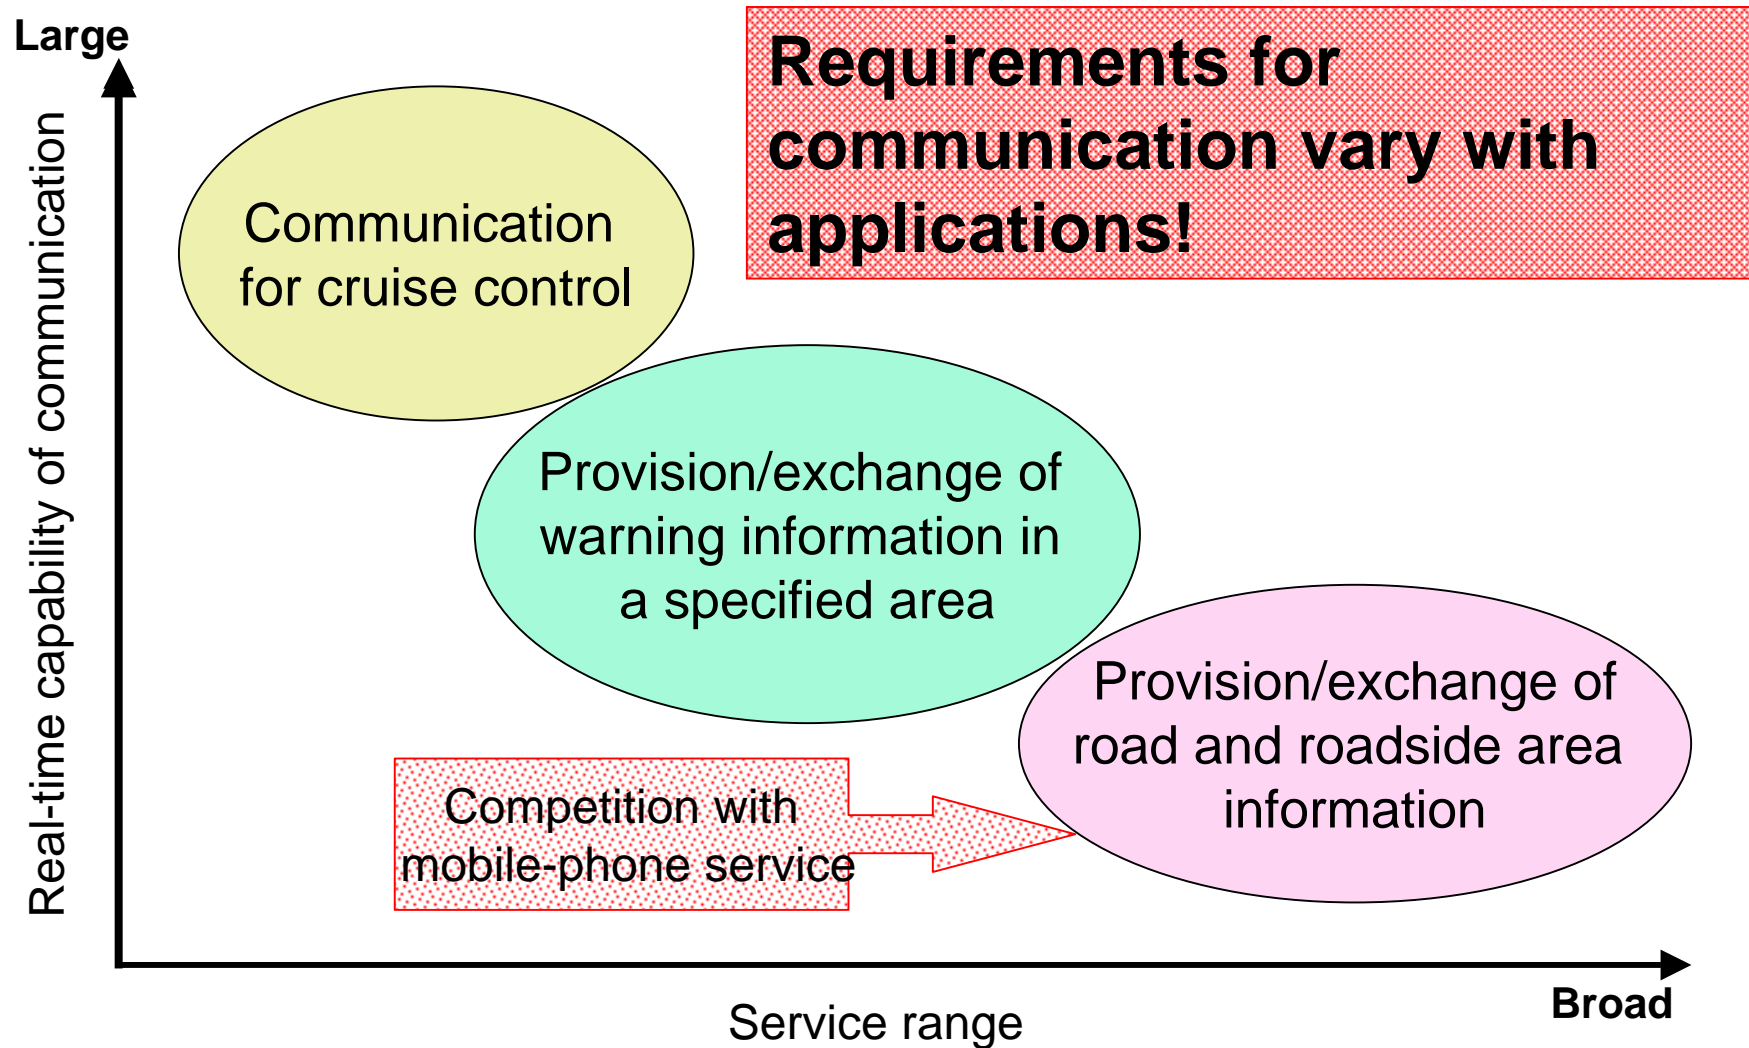 Large
Requirements for
communication vary with
applications!
Real-time capability of communication
Communication
for cruise control
Provision/exchange of
warning information in
a specified area
Provision/exchange of
road and roadside area
information
Competition with
mobile-phone service
Broad
Service range